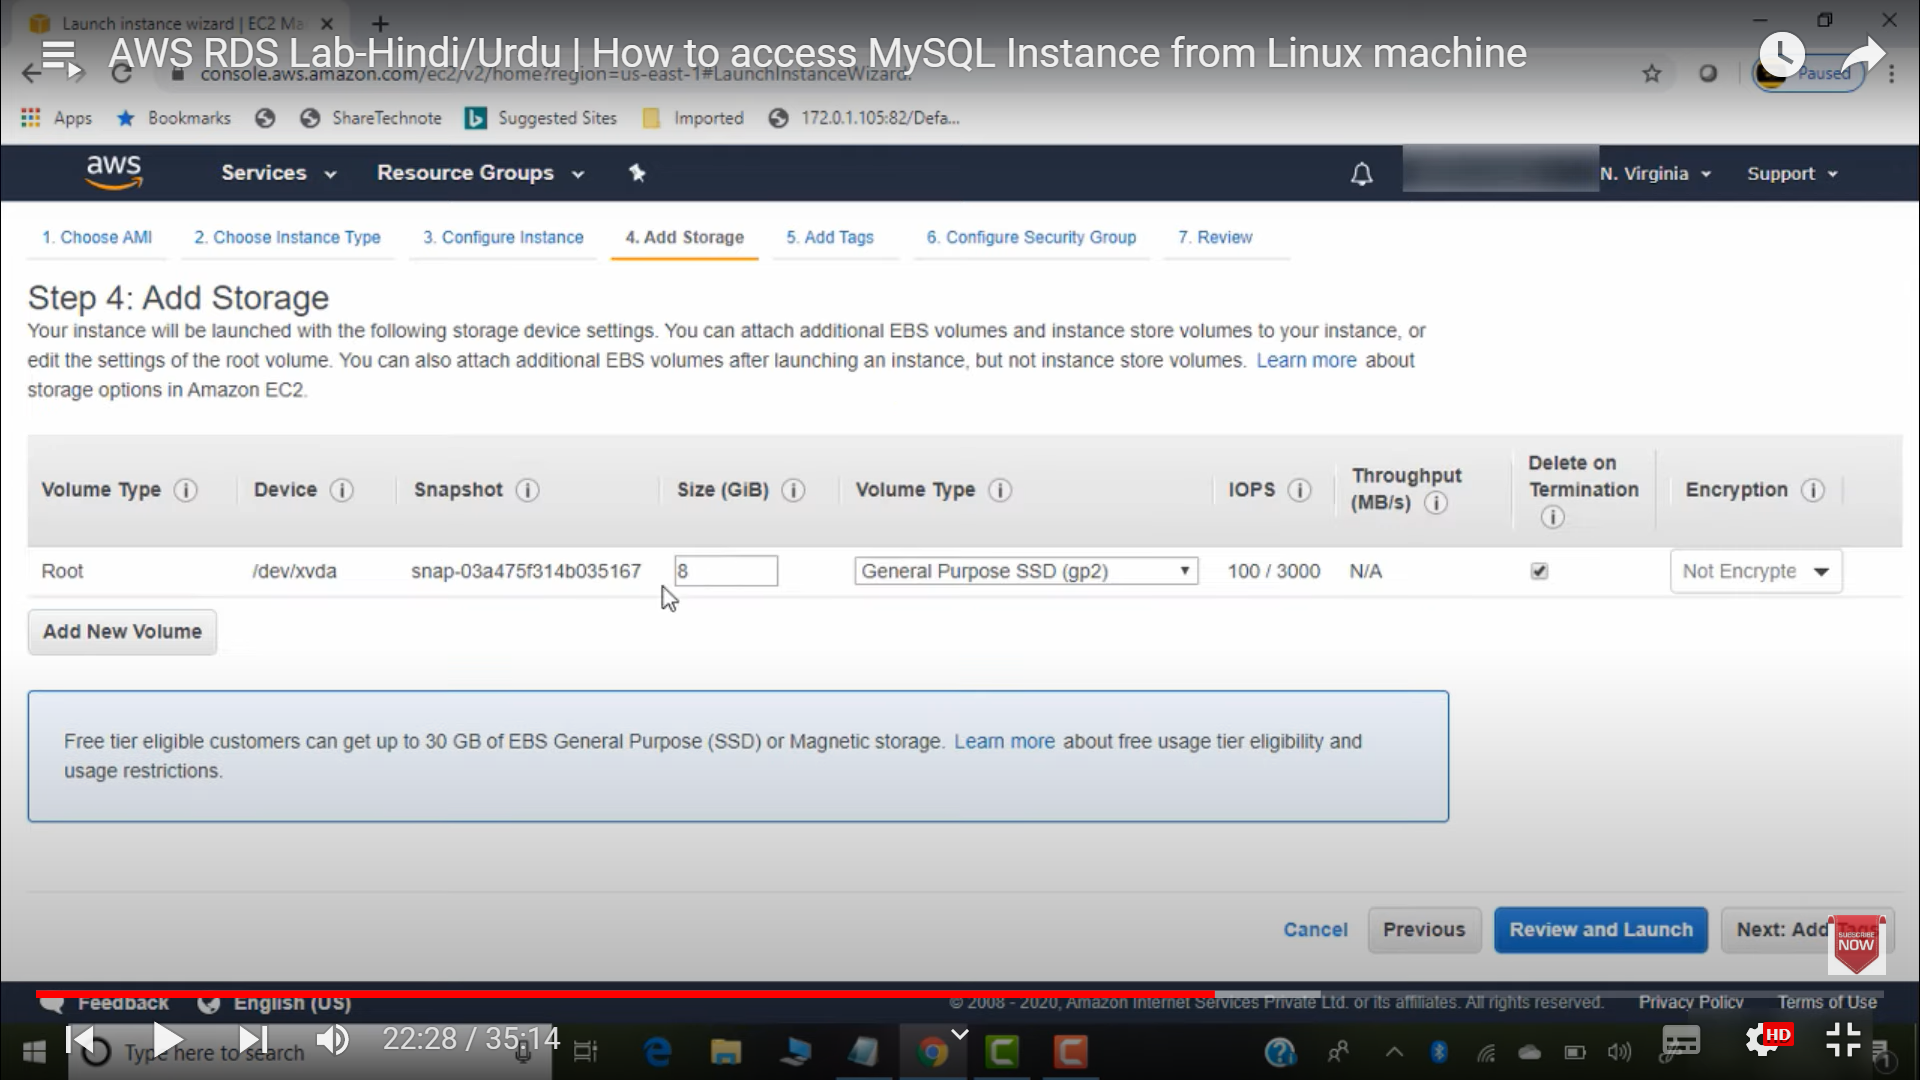 Launch instance wizard | EC2 Ma
AWS RDS Lab-Hindi/Urdu | How to access MySQL Instance from Linux machine
console.aws.amazon.com/ec2/v2/home?region=us-east-1#LaunchInstanceWizard:
Paused
Apps Bookmarks ShareTechnote Suggested Sites Imported 172.0.1.105:82/Defa...
aws Services Resource Groups N. Virginia Support
1. Choose AMI 2. Choose Instance Type 3. Configure Instance 4. Add Storage 5. Add Tags 6. Configure Security Group 7. Review
Step 4: Add Storage
Your instance will be launched with the following storage device settings. You can attach additional EBS volumes and instance store volumes to your instance, or
edit the settings of the root volume. You can also attach additional EBS volumes after launching an instance, but not instance store volumes. Learn more about
storage options in Amazon EC2.
Volume Type Device Snapshot Size (GiB) Volume Type IOPS Throughput (MB/s) Delete on Termination Encryption
Root /dev/xvda snap-03a475f314b035167 8 General Purpose SSD (gp2) 100 / 3000 N/A Not Encrypte
Add New Volume
Free tier eligible customers can get up to 30 GB of EBS General Purpose (SSD) or Magnetic storage. Learn more about free usage tier eligibility and
usage restrictions.
Cancel Previous Review and Launch Next: Add Tags
SUBSCRIBE
NOW
Feedback English (US) © 2008 - 2020, Amazon Internet Services Private Ltd. or its affiliates. All rights reserved. Privacy Policy Terms of Use
22:28 / 35:14
HD
Type here to search
1